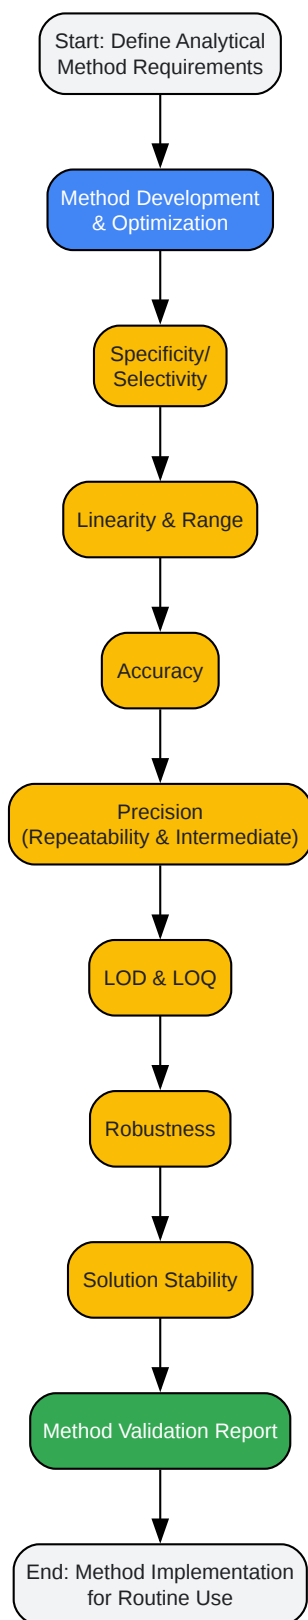 Start: Define Analytical
Method Requirements
Method Development
& Optimization
Specificity/
Selectivity
Linearity & Range
Accuracy
Precision
(Repeatability & Intermediate)
LOD & LOQ
Robustness
Solution Stability
Method Validation Report
End: Method Implementation
for Routine Use